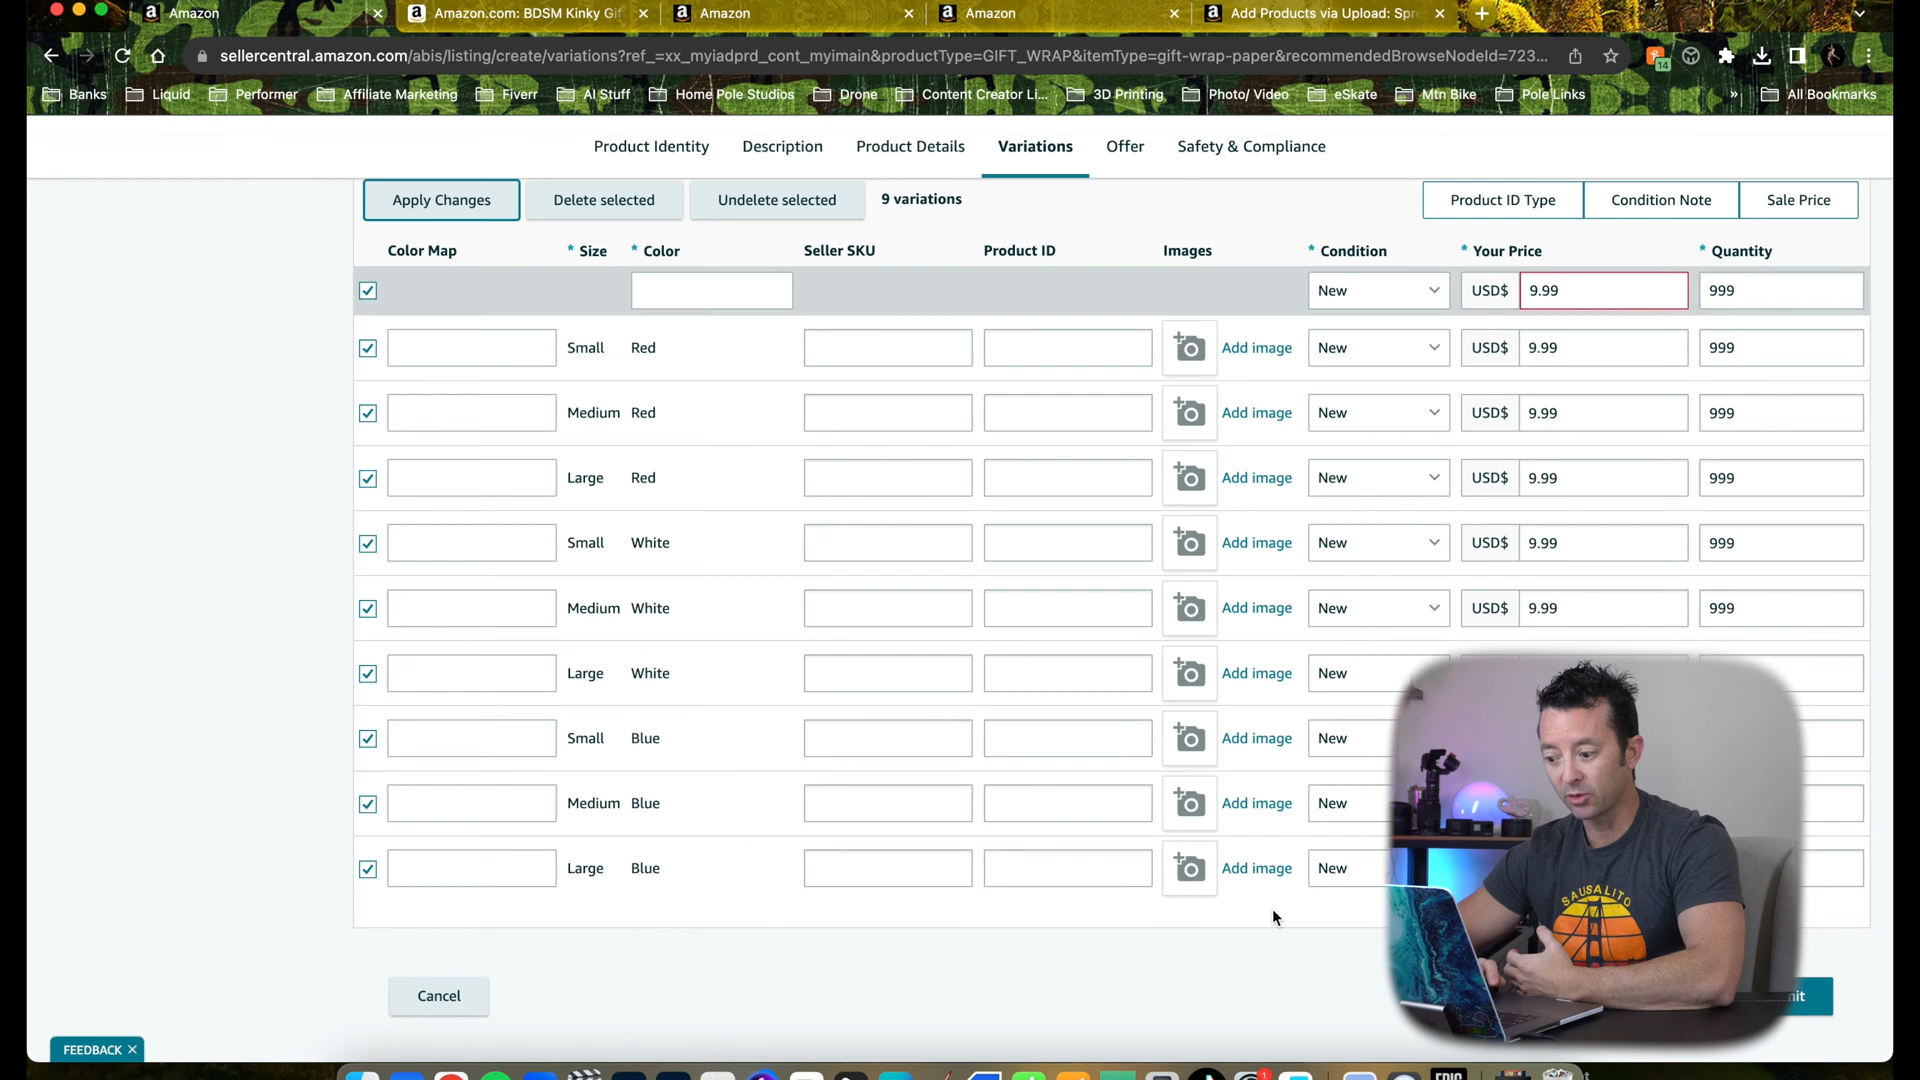 Amazon
Amazon.com: BDSM Kinky Gif
Amazon
Amazon
Add Products via Upload: Spre
sellercentral.amazon.com/abis/listing/create/variations?ref_=xx_myiadprd_cont_myimain&productType=GIFT_WRAP&itemType=gift-wrap-paper&recommendedBrowseNodeId=723...
14
Banks Liquid Performer Affiliate Marketing Fiverr AI Stuff Home Pole Studios Drone Content Creator Li... 3D Printing Photo/ Video eSkate Mtn Bike Pole Links » All Bookmarks
Product Identity Description Product Details Variations Offer Safety & Compliance
Apply Changes Delete selected Undelete selected 9 variations Product ID Type Condition Note Sale Price
Color Map * Size * Color Seller SKU Product ID Images * Condition * Your Price * Quantity
New USD$ 9.99 999
Small Red Add image New USD$ 9.99 999
Medium Red Add image New USD$ 9.99 999
Large Red Add image New USD$ 9.99 999
Small White Add image New USD$ 9.99 999
Medium White Add image New USD$ 9.99 999
Large White Add image New
Small Blue Add image New
Medium Blue Add image New
Large Blue Add image New
SAUSALITO
Cancel
FEEDBACK
1
EPIC